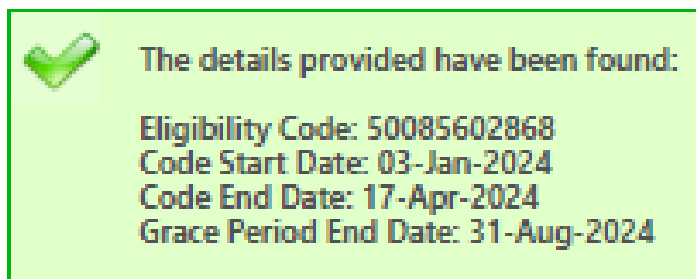 The details provided have been found:
Eligibility Code: 50085602868
Code Start Date: 03-Jan-2024
Code End Date: 17-Apr-2024
Grace Period End Date: 31-Aug-2024